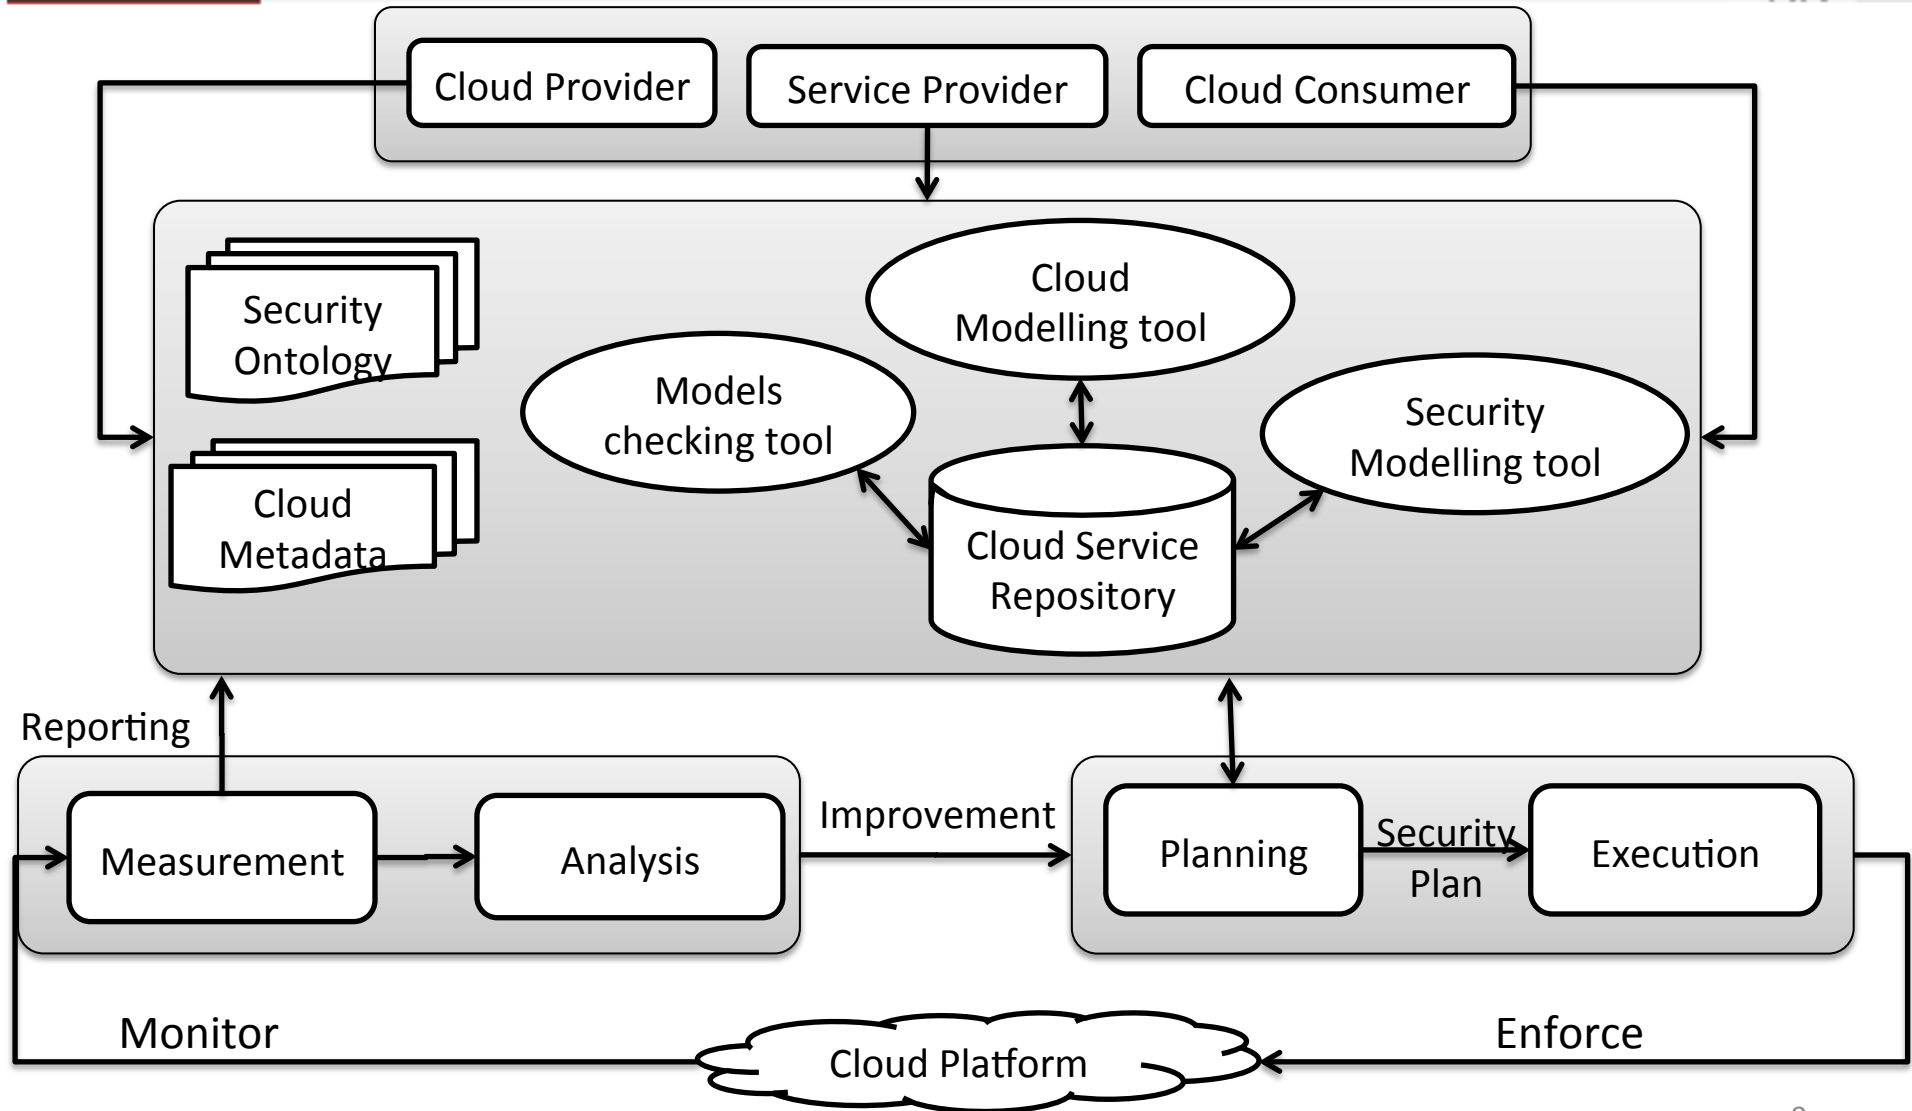 Cloud Provider
Service Provider
Cloud Consumer
Security
Ontology
Cloud
Metadata
Models
checking tool
Cloud
Modelling tool
Security
Modelling tool
Cloud Service
Repository
Reporting
Measurement
Analysis
Improvement
Planning
Security
Plan
Execution
Monitor
Cloud Platform
Enforce